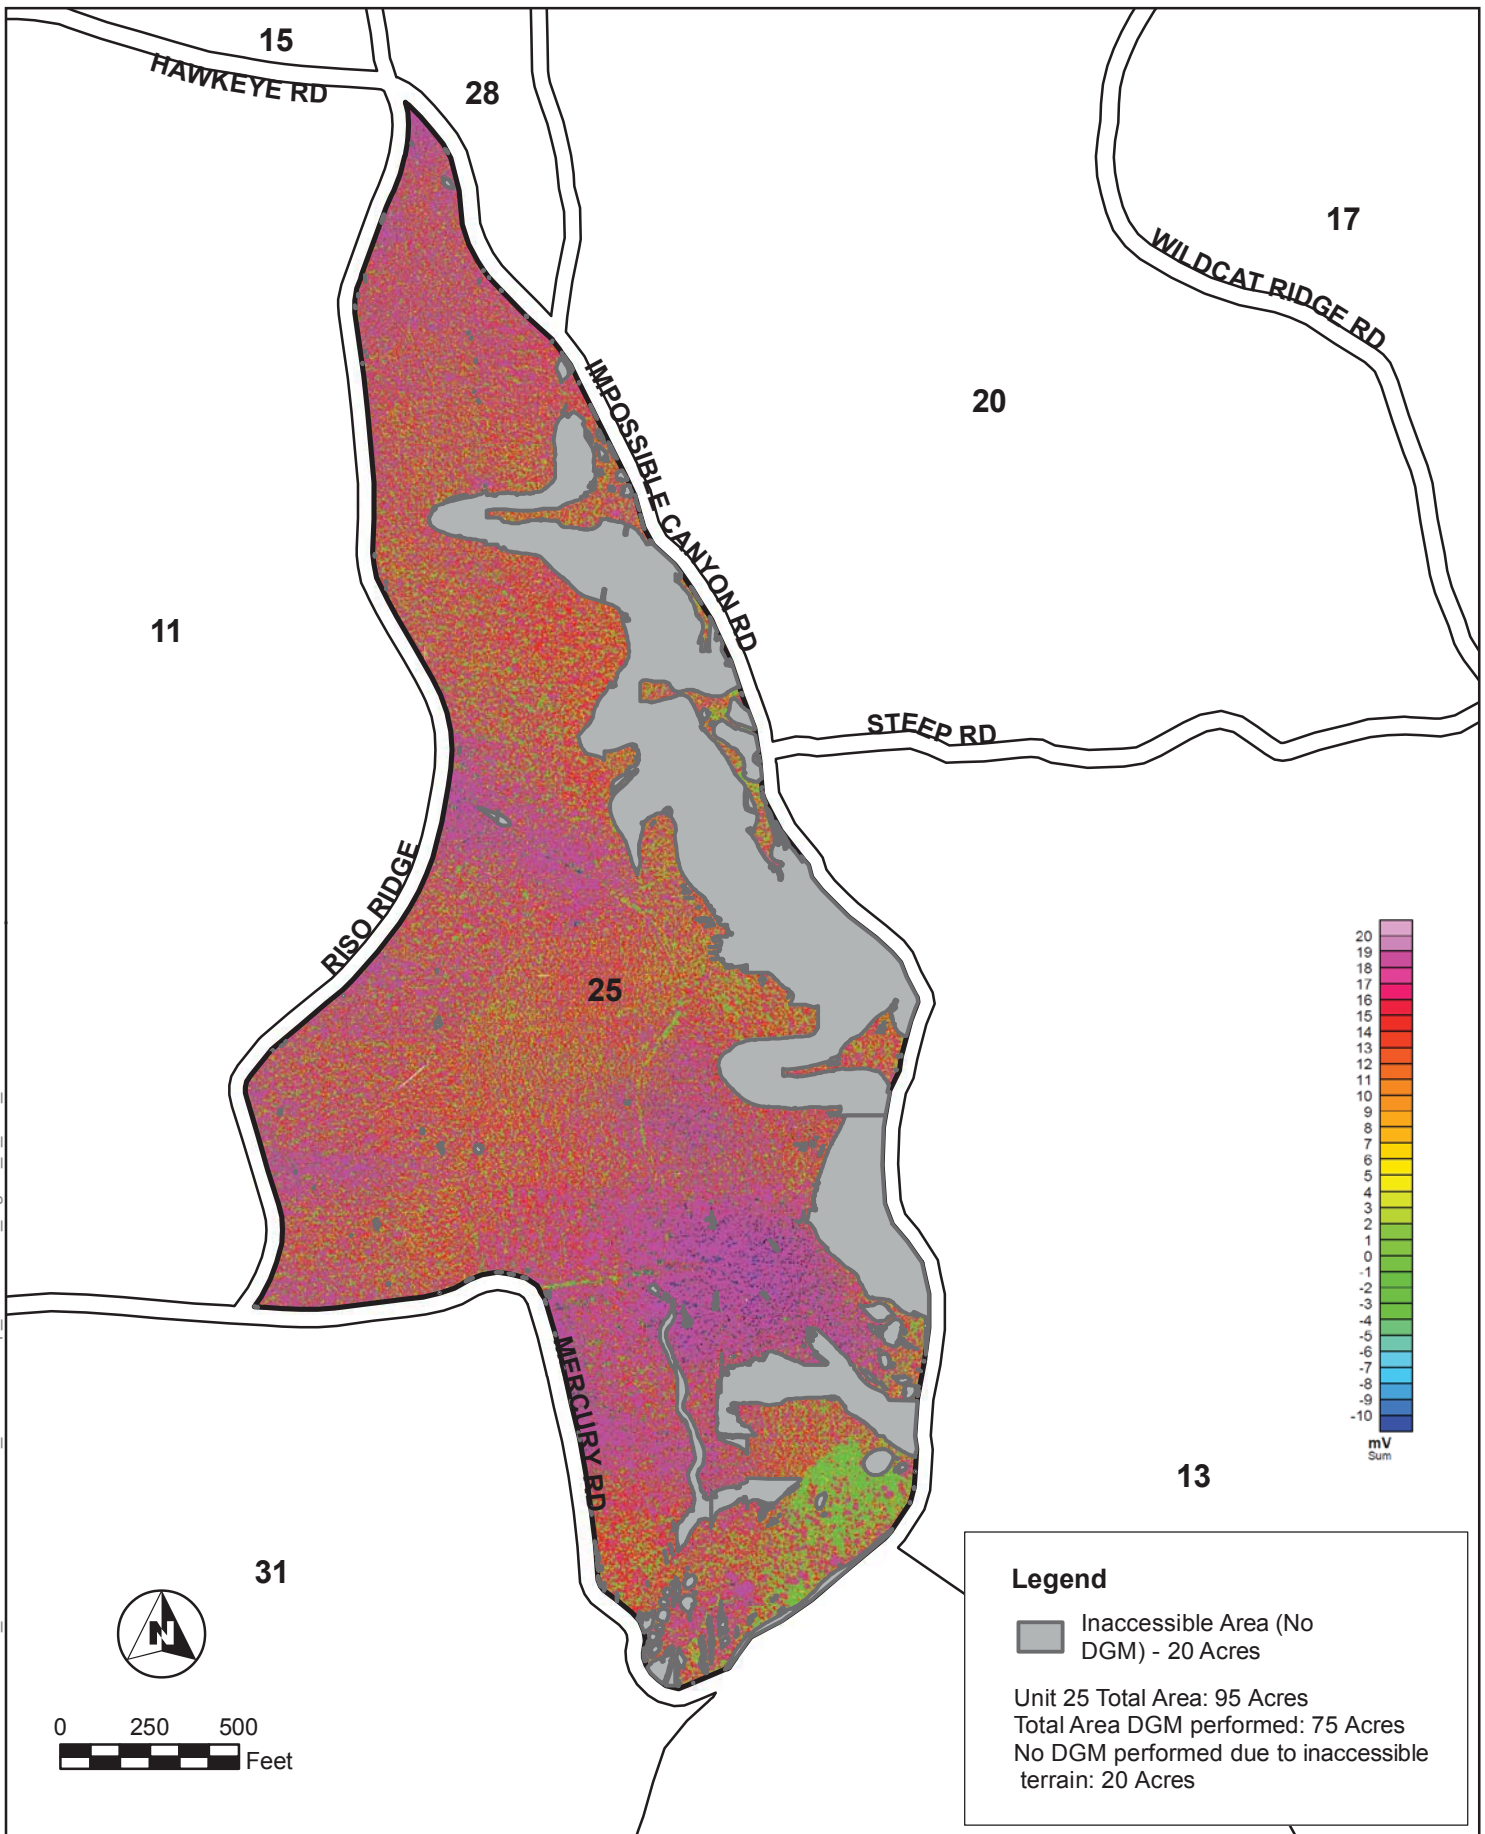 15
HAWKEYE RD
28
17
WILDCAT RIDGE RD
IMPOSSIBLE CANYON RD
20
11
STEEP RD
RISO RIDGE
25
20
19
18
17
16
15
14
13
12
11
10
9
8
7
6
5
4
3
2
1
0
-1
-2
-3
-4
-5
-6
-7
-8
-9
-10
mV
Sum
MERCURY RD
13
31
N
0 250 500
Feet
Legend
Inaccessible Area (No
DGM) - 20 Acres
Unit 25 Total Area: 95 Acres
Total Area DGM performed: 75 Acres
No DGM performed due to inaccessible
terrain: 20 Acres